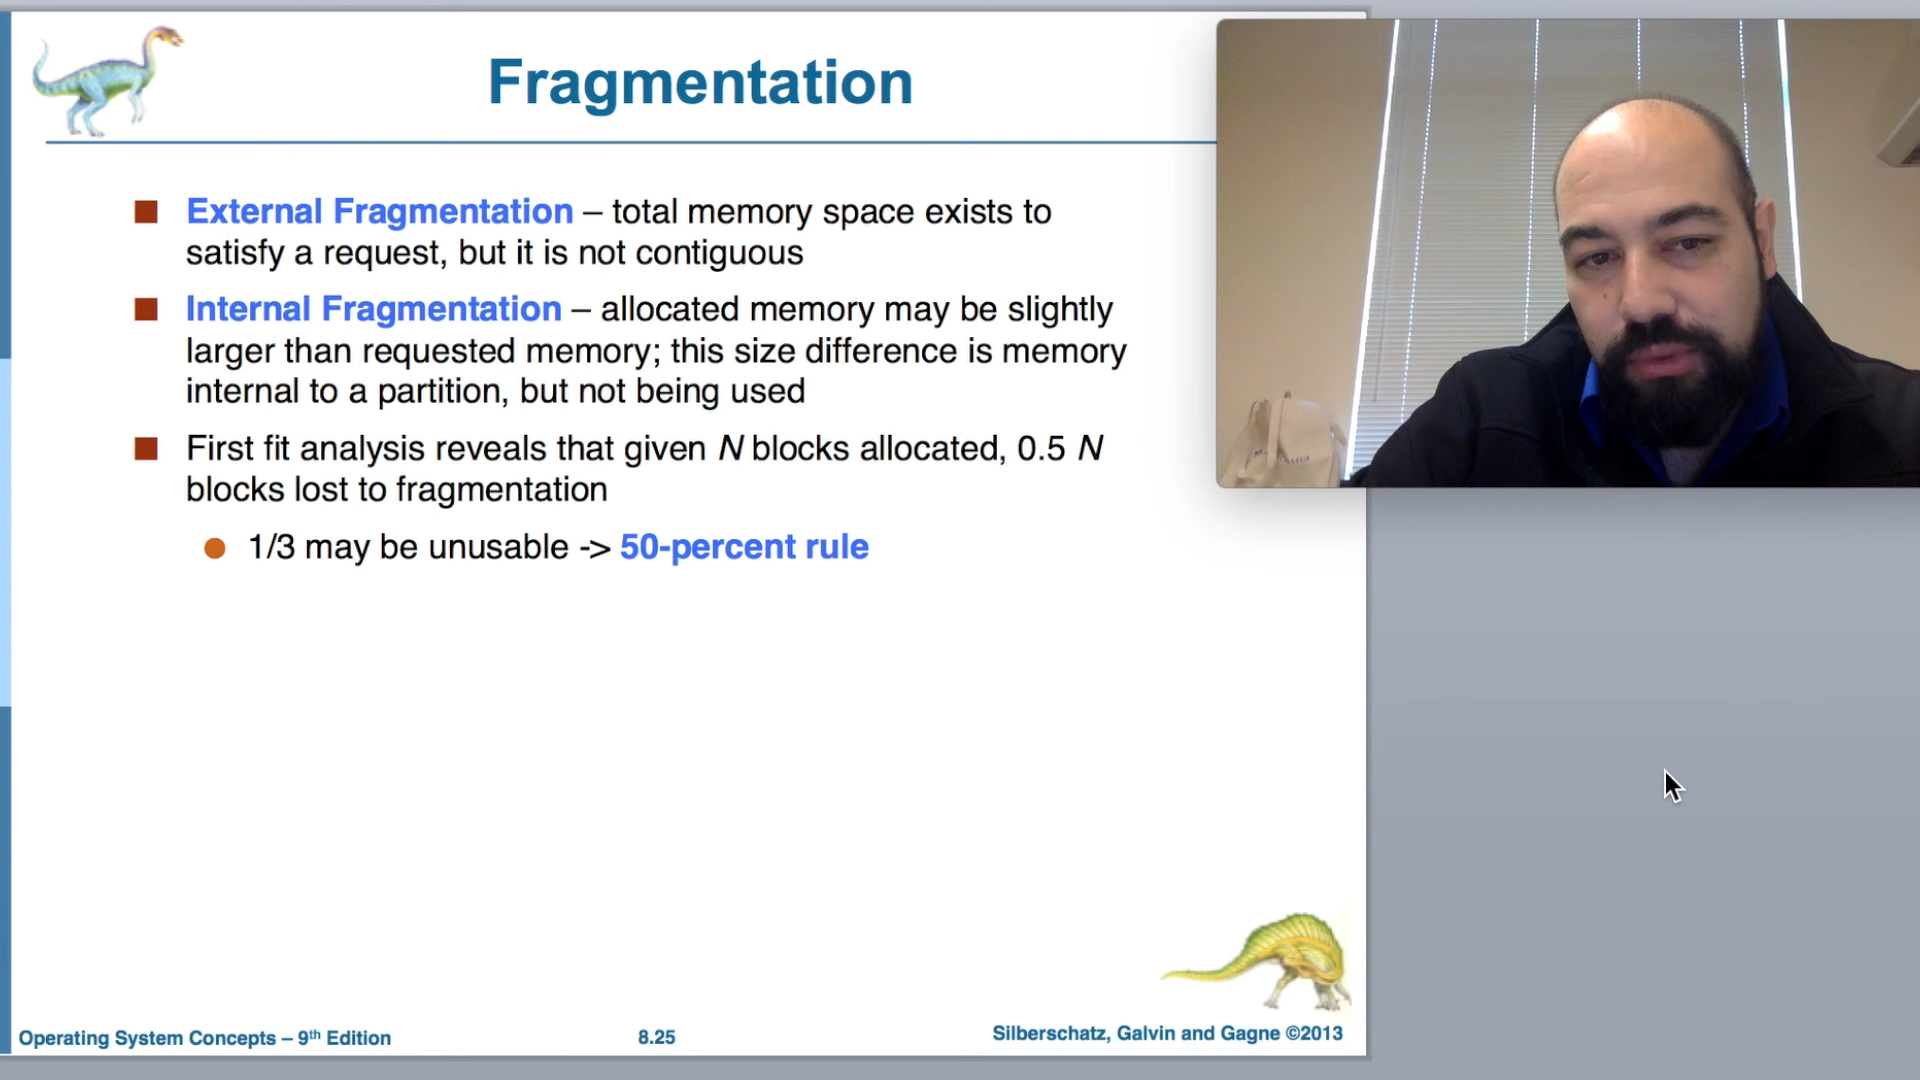 Fragmentation
External Fragmentation – total memory space exists to
satisfy a request, but it is not contiguous
Internal Fragmentation – allocated memory may be slightly
larger than requested memory; this size difference is memory
internal to a partition, but not being used
First fit analysis reveals that given N blocks allocated, 0.5 N
blocks lost to fragmentation
1/3 may be unusable -> 50-percent rule
Operating System Concepts – 9th Edition
8.25
Silberschatz, Galvin and Gagne ©2013